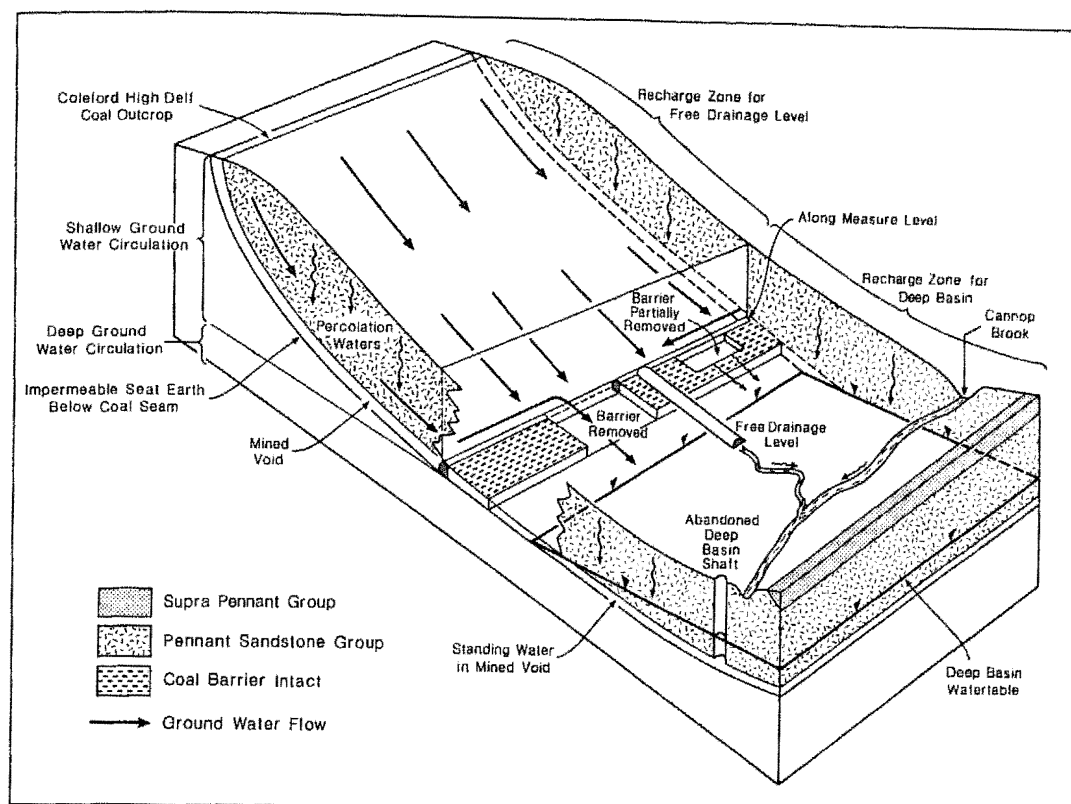 Coleford High Delf
Coal Outcrop
Recharge Zone for
Free Drainage Level
Shallow Ground
Water Circulation
Along Measure Level
Recharge Zone for
Deep Basin
Cannop
Brook
Deep Ground
Water Circulation
Percolation
Waters
Barrier
Partially
Removed
Impermeable Seat Earth
Below Coal Seam
Mined
Void
Barrier
Removed
Free Drainage
Level
Abandoned
Deep
Basin
Shaft
Supra Pennant Group
Pennant Sandstone Group
Coal Barrier Intact
Ground Water Flow
Standing Water
in Mined Void
Deep Basin
Watertable